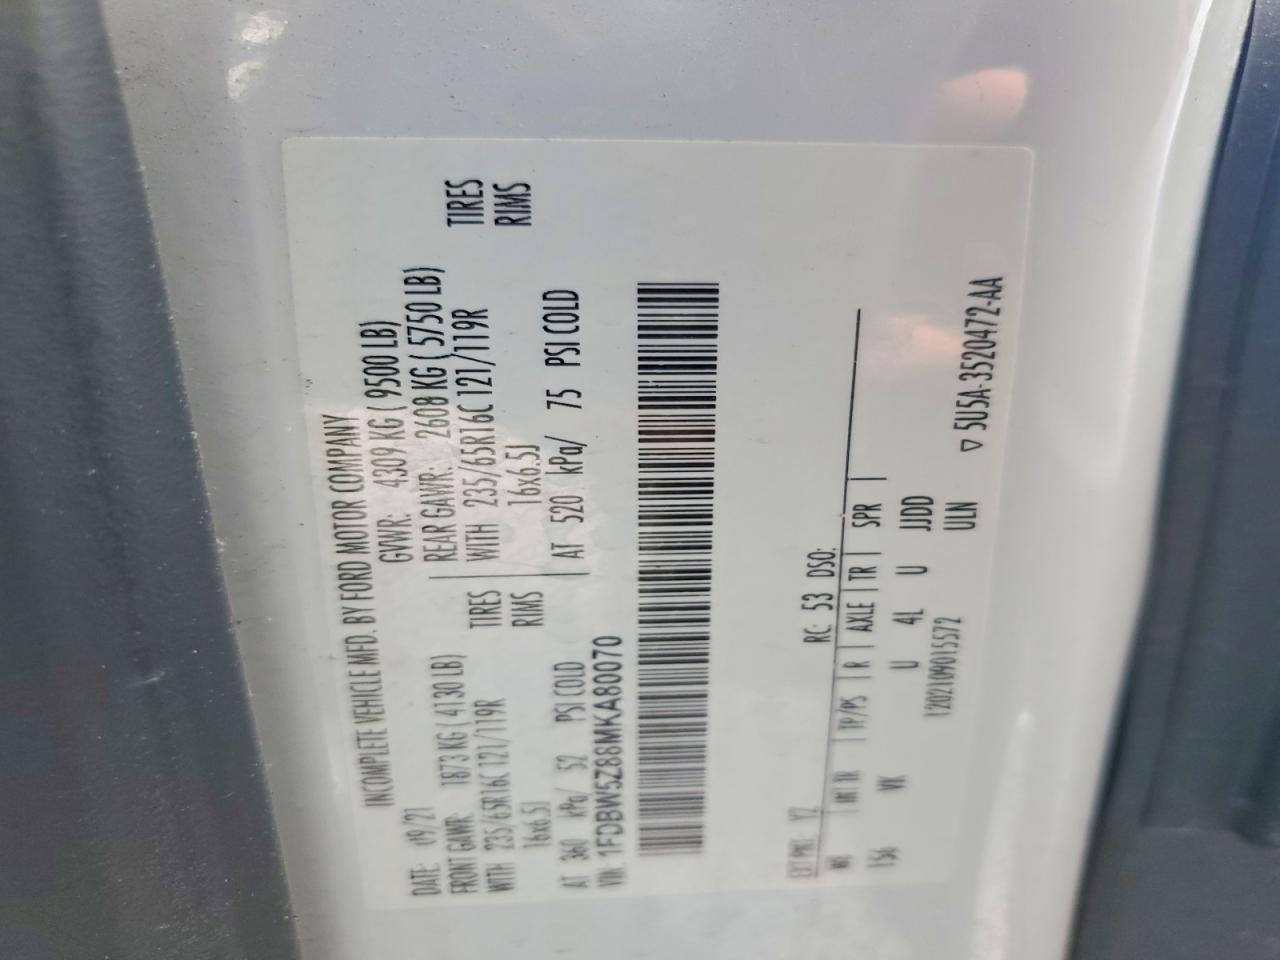 INCOMPLETE VEHICLE MFD. BY FORD MOTOR COMPANY
DATE: 09/21 GVWR: 4309 KG ( 9500 LB)
FRONT GAWR: 1873 KG ( 4130 LB) REAR GAWR: 2608 KG ( 5750 LB)
WITH 235/65R16C 121/119R TIRES WITH 235/65R16C 121/119R TIRES
16x6.5J RIMS 16x6.5J RIMS
AT 360 kPa/ 52 PSI COLD AT 520 kPa/ 75 PSI COLD
VIN: 1FDBW5Z88MKA80070
EXT PNT: YZ RC: 53 DSO:
WB INT TR TP/PS R AXLE TR SPR
156 VK U 4L U JJDD
1202109015572 ULN
▽ 5U5A-3520472-AA